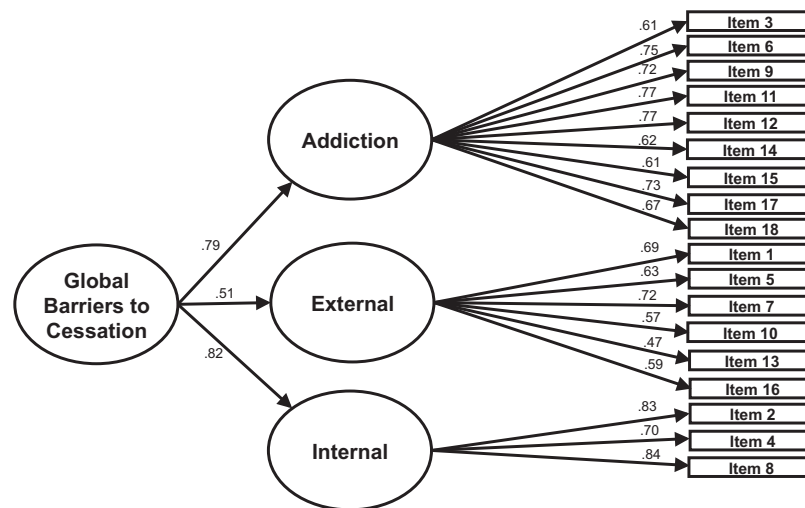 .61
Item 3
.75
Item 6
.72
Item 9
.77
Item 11
.77
Item 12
.62
Item 14
.61
Item 15
.73
Item 17
.67
Item 18
Addiction
.79
.69
Item 1
.63
Item 5
.72
Item 7
.57
Item 10
.47
Item 13
.59
Item 16
Global
Barriers to
Cessation
.51
External
.82
.83
Item 2
.70
Item 4
.84
Item 8
Internal